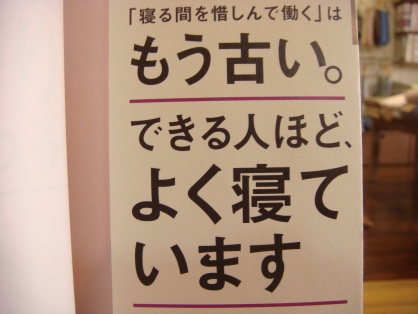 「寝る間を惜しんで働く」は
もう古い。
できる人ほど、
よく寝て
います